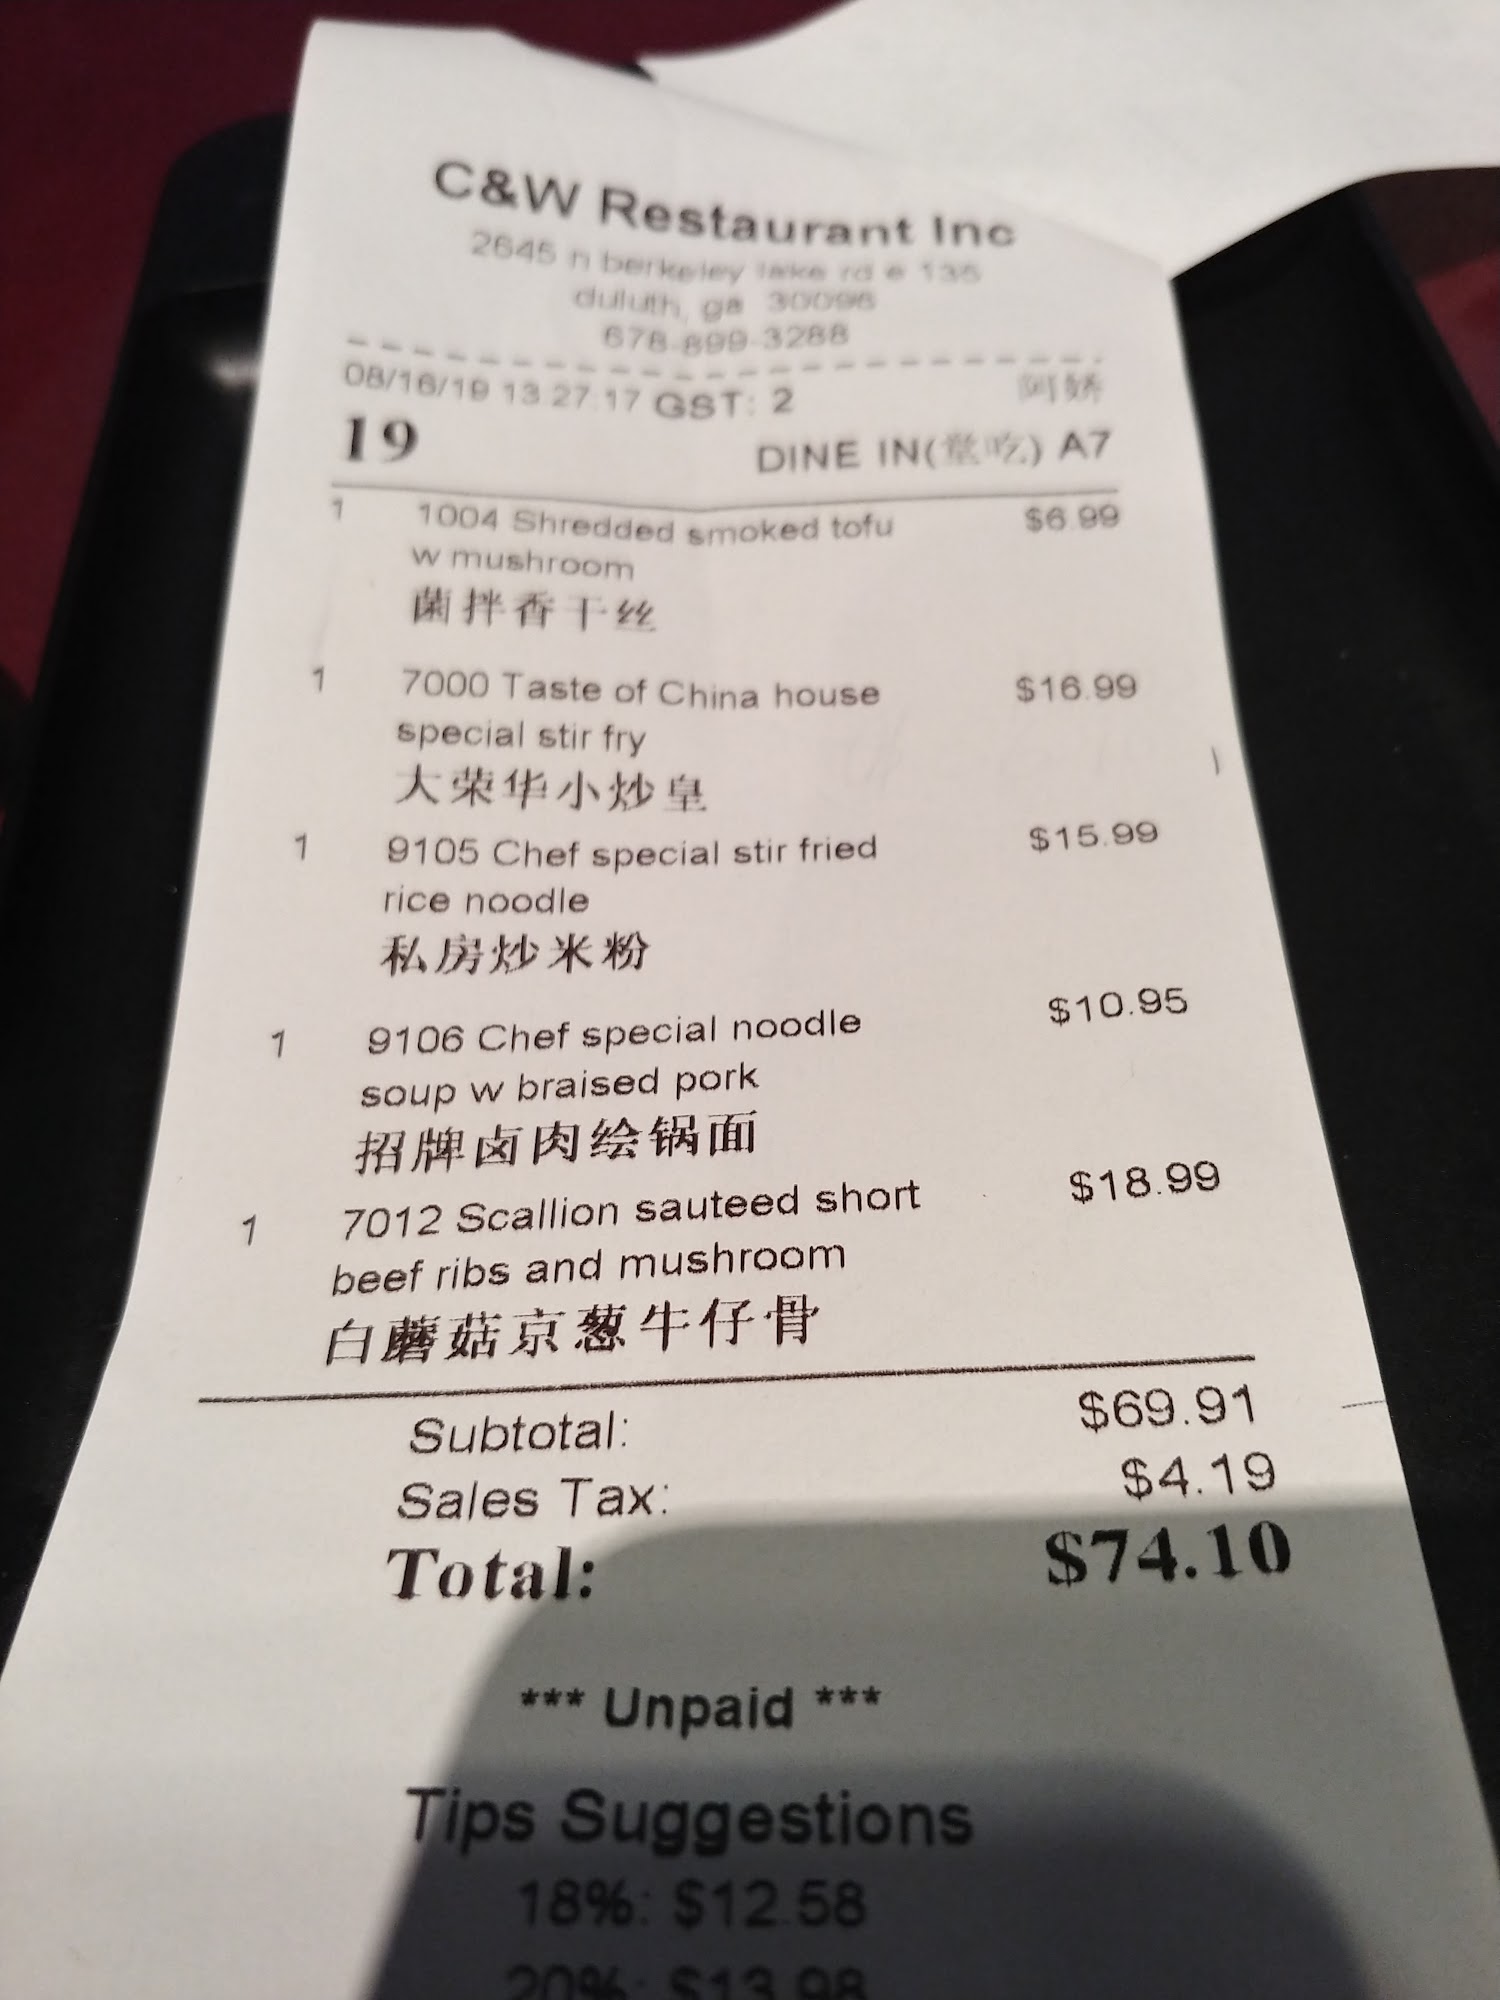 C&W Restaurant Inc
2645 n berkeley lake rd e 135
duluth, ga 30096
678-899-3288
08/16/19 13:27:17 GST: 2 阿娇
19 DINE IN(堂吃) A7
1 1004 Shredded smoked tofu $6.99
w mushroom
菌拌香干丝
1 7000 Taste of China house $16.99
special stir fry
大荣华小炒皇
1 9105 Chef special stir fried $15.99
rice noodle
私房炒米粉
1 9106 Chef special noodle $10.95
soup w braised pork
招牌卤肉绘锅面
1 7012 Scallion sauteed short $18.99
beef ribs and mushroom
白蘑菇京葱牛仔骨
Subtotal: $69.91
Sales Tax: $4.19
Total: $74.10
*** Unpaid ***
Tips Suggestions
18%: $12.58
20%: $13.98